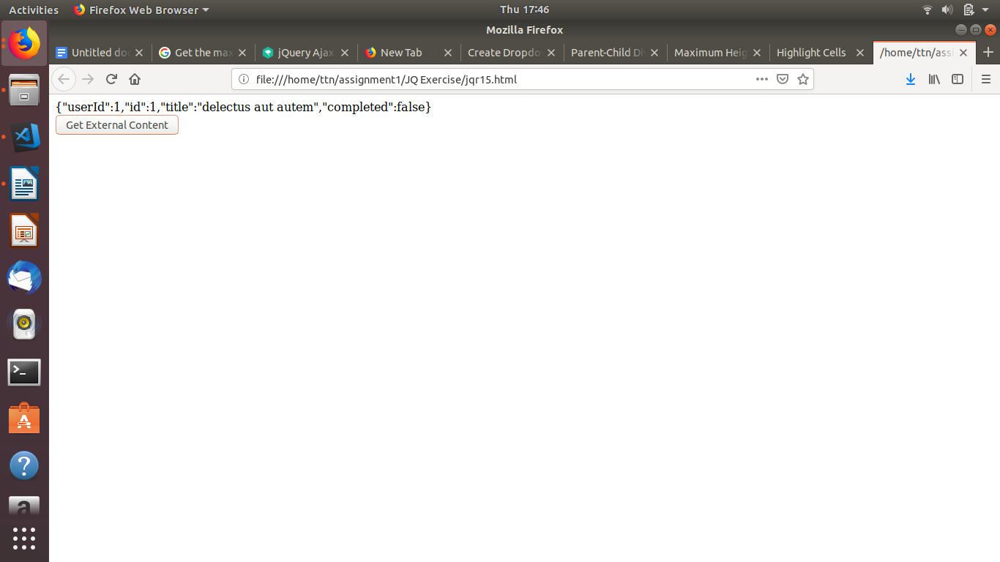 Activities Firefox Web Browser Thu 17:46
Mozilla Firefox
Untitled doc Get the max jQuery Ajax New Tab Create Dropdo Parent-Child Di Maximum Heig Highlight Cells /home/ttn/assi
file:///home/ttn/assignment1/JQ Exercise/jqr15.html
{"userId":1,"id":1,"title":"delectus aut autem","completed":false}
Get External Content